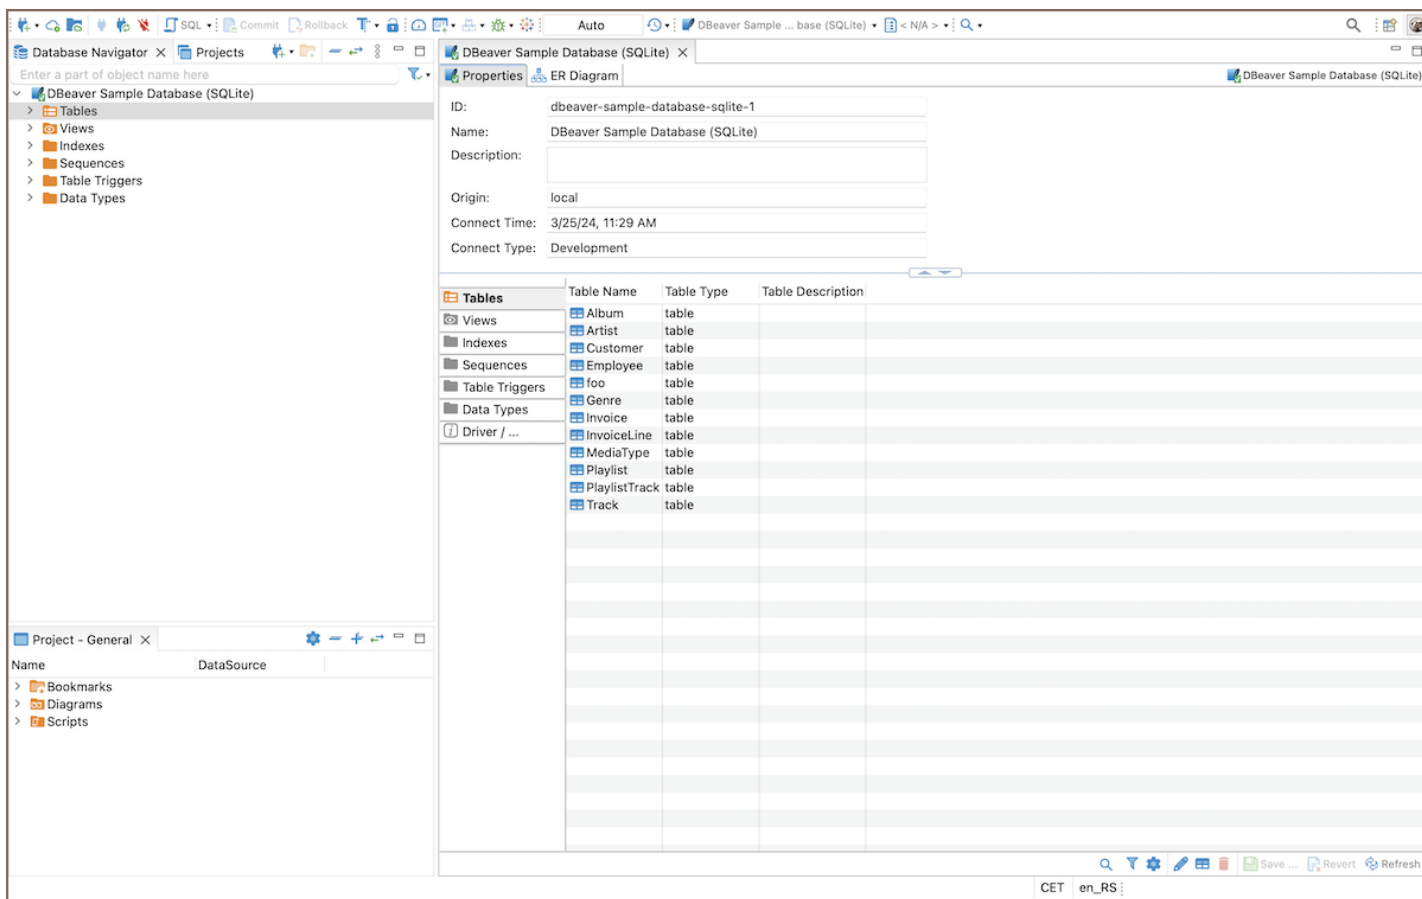 SQL Commit Rollback T Auto DBeaver Sample ... base (SQLite) < N/A >
Database Navigator Projects
Enter a part of object name here
DBeaver Sample Database (SQLite)
Tables
Views
Indexes
Sequences
Table Triggers
Data Types
DBeaver Sample Database (SQLite)
Properties ER Diagram DBeaver Sample Database (SQLite)
ID: dbeaver-sample-database-sqlite-1
Name: DBeaver Sample Database (SQLite)
Description:
Origin: local
Connect Time: 3/25/24, 11:29 AM
Connect Type: Development
Tables
Views
Indexes
Sequences
Table Triggers
Data Types
Driver / ...
Table Name Table Type Table Description
Album table
Artist table
Customer table
Employee table
foo table
Genre table
Invoice table
InvoiceLine table
MediaType table
Playlist table
PlaylistTrack table
Track table
Project - General
Name DataSource
Bookmarks
Diagrams
Scripts
Save ... Revert Refresh
CET en_RS